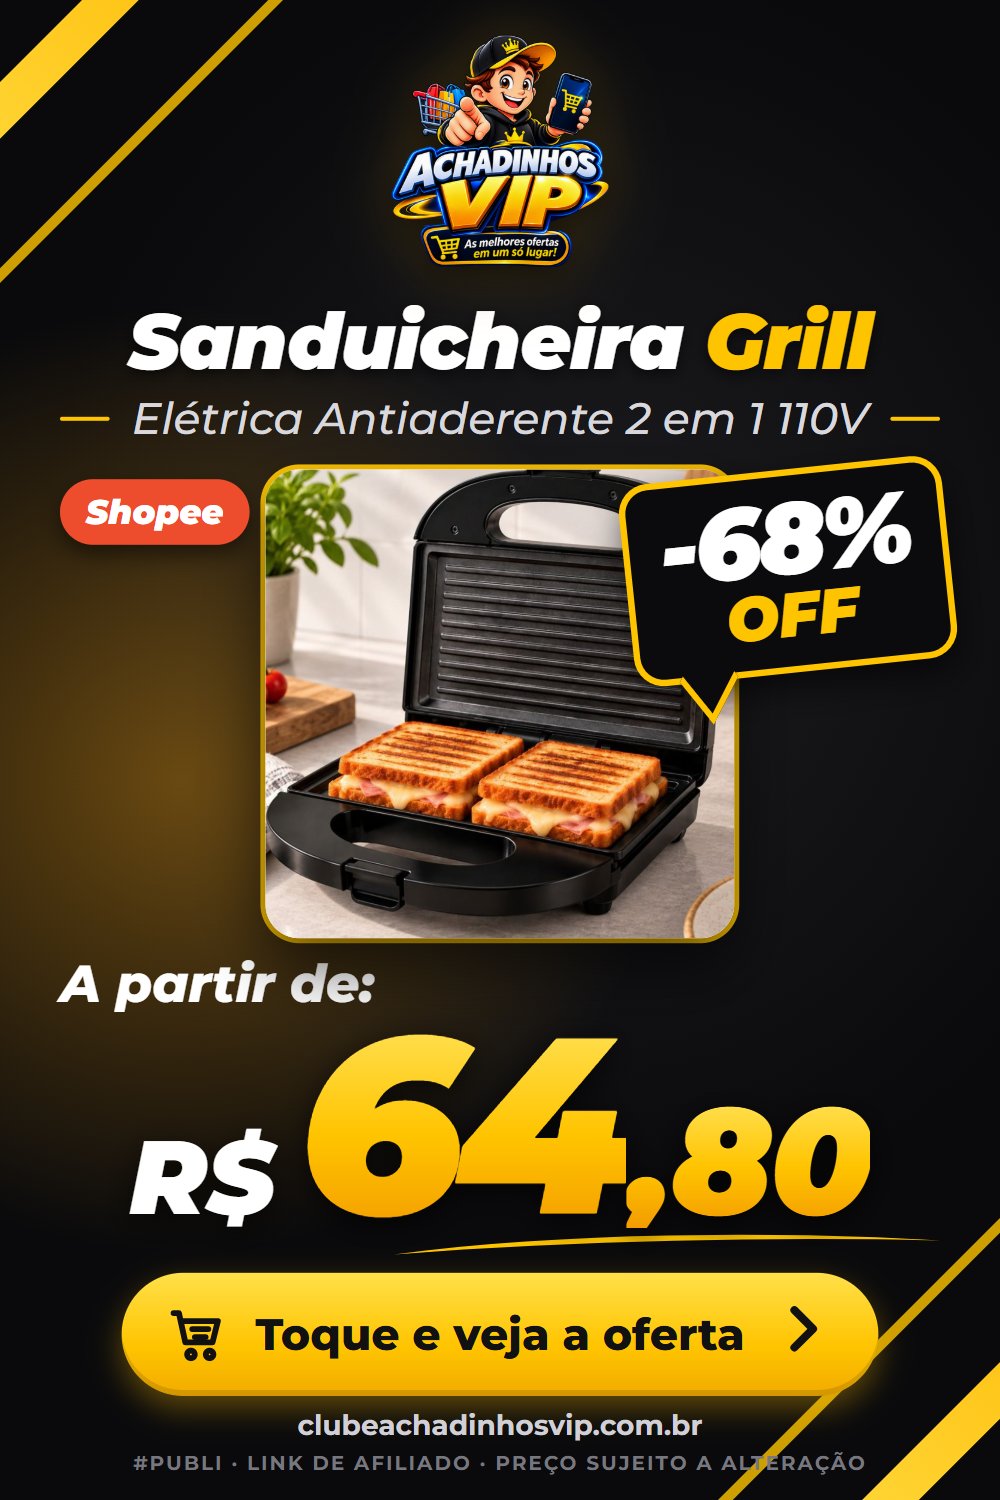 ACHADINHOS
VIP
As melhores ofertas
em um só lugar!
Sanduicheira Grill
Elétrica Antiaderente 2 em 1 110V
Shopee
-68%
OFF
A partir de:
R$ 64,80
Toque e veja a oferta
clubeachadinhosvip.com.br
#PUBLI · LINK DE AFILIADO · PREÇO SUJEITO A ALTERAÇÃO